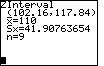 ZInterval
(102.16,117.84)
x̄=110
Sx=41.90763654
n=9